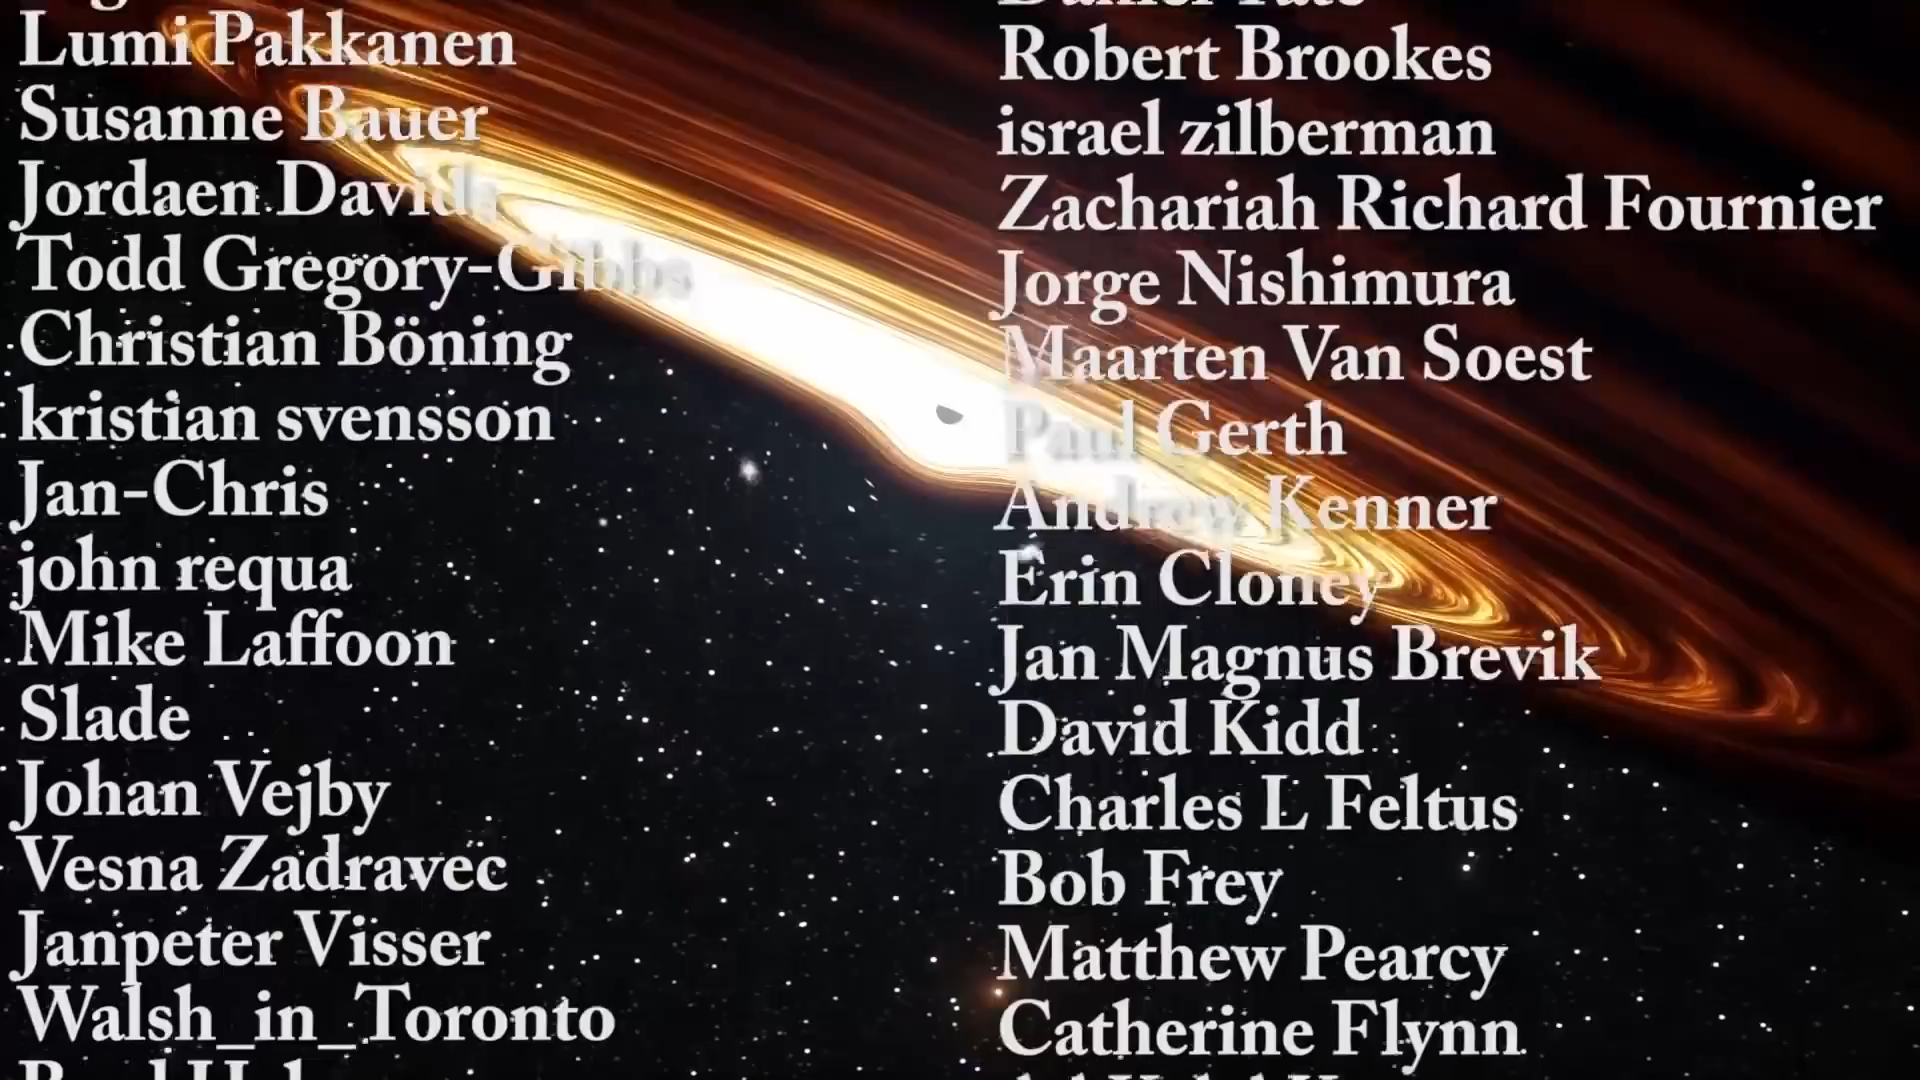 Lumi Pakkanen
Susanne Bauer
Jordaen Davids
Todd Gregory-Gibbs
Christian Böning
kristian svensson
Jan-Chris
john requa
Mike Laffoon
Slade
Johan Vejby
Vesna Zadravec
Janpeter Visser
Walsh_in_Toronto
Robert Brookes
israel zilberman
Zachariah Richard Fournier
Jorge Nishimura
Maarten Van Soest
Paul Gerth
Andrew Kenner
Erin Cloney
Jan Magnus Brevik
David Kidd
Charles L Feltus
Bob Frey
Matthew Pearcy
Catherine Flynn